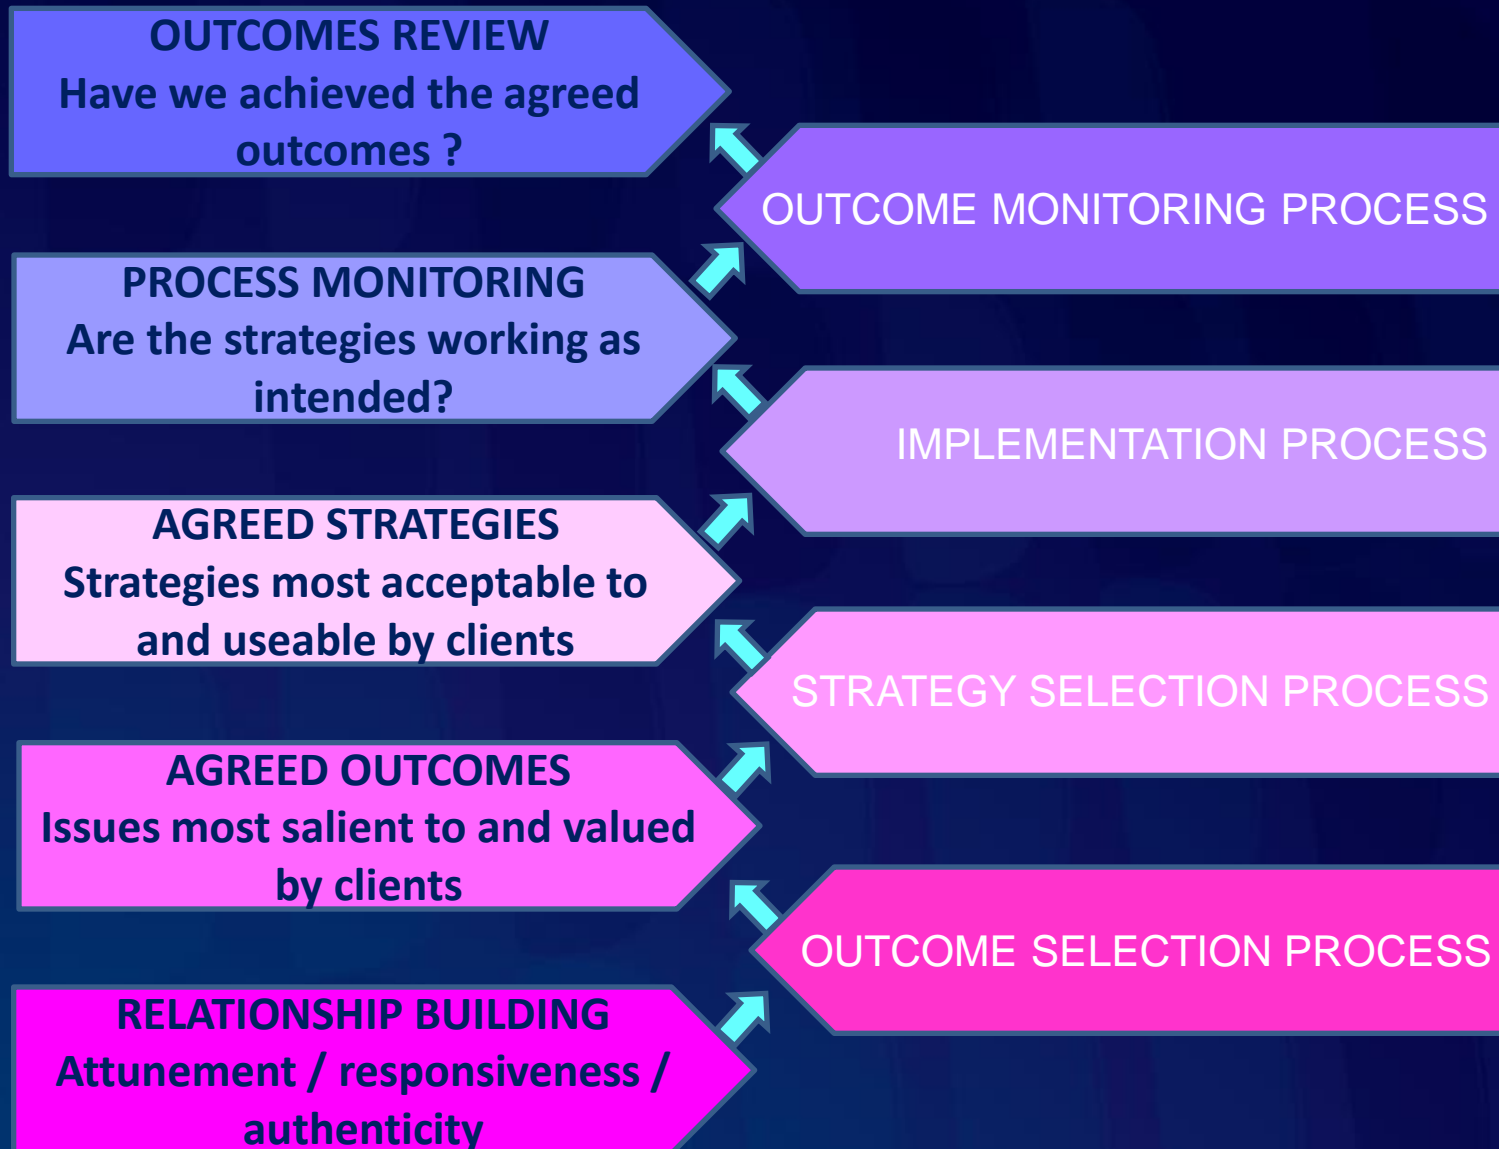 OUTCOMES REVIEW
Have we achieved the agreed
outcomes ?
OUTCOME MONITORING PROCESS
PROCESS MONITORING
Are the strategies working as
intended?
IMPLEMENTATION PROCESS
AGREED STRATEGIES
Strategies most acceptable to
and useable by clients
STRATEGY SELECTION PROCESS
AGREED OUTCOMES
Issues most salient to and valued
by clients
OUTCOME SELECTION PROCESS
RELATIONSHIP BUILDING
Attunement / responsiveness /
authenticity